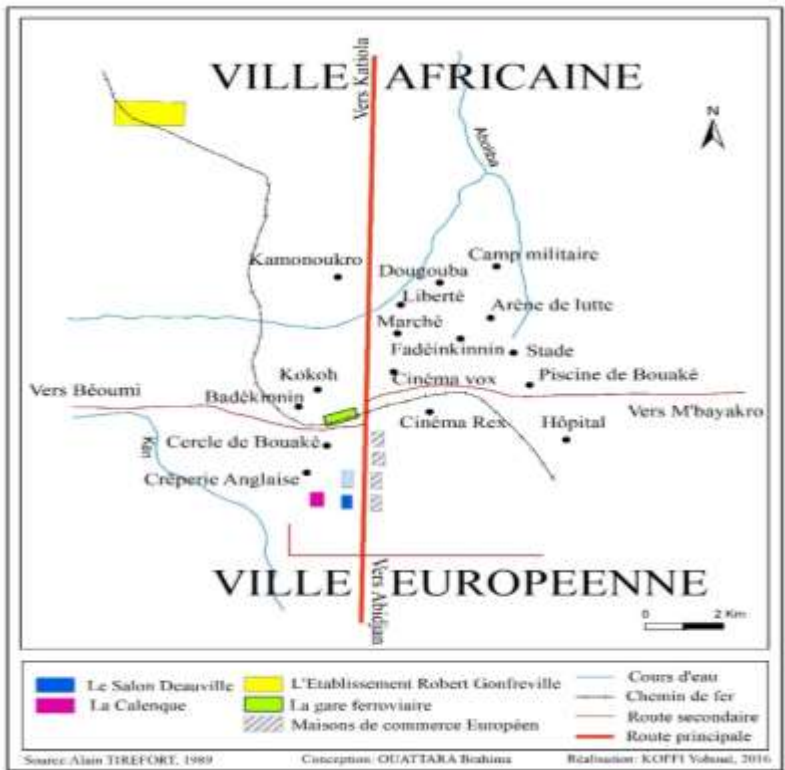 VILLE AFRICAINE
Vers Katiola
N
Aboliba
Kamonoukro
Camp militaire
Dougouba
Liberté
Arène de lutte
Marché
Fadéinkinnin
Stade
Kokoh
Cinéma vox
Piscine de Bouaké
Vers Béoumi
Badékinnin
Vers M'bayakro
Cinéma Rex
Hôpital
Kan
Cercle de Bouaké
Crêperie Anglaise
VILLE EUROPEENNE
Vers Abidjan
0 2 Km
Le Salon Deauville
La Calenque
L'Etablissement Robert Gonfreville
La gare ferroviaire
Maisons de commerce Européen
Cours d'eau
Chemin de fer
Route secondaire
Route principale
Source: Alain TIREFORT, 1989 Conception: OUATTARA Brahima Réalisation: KOFFI 2016